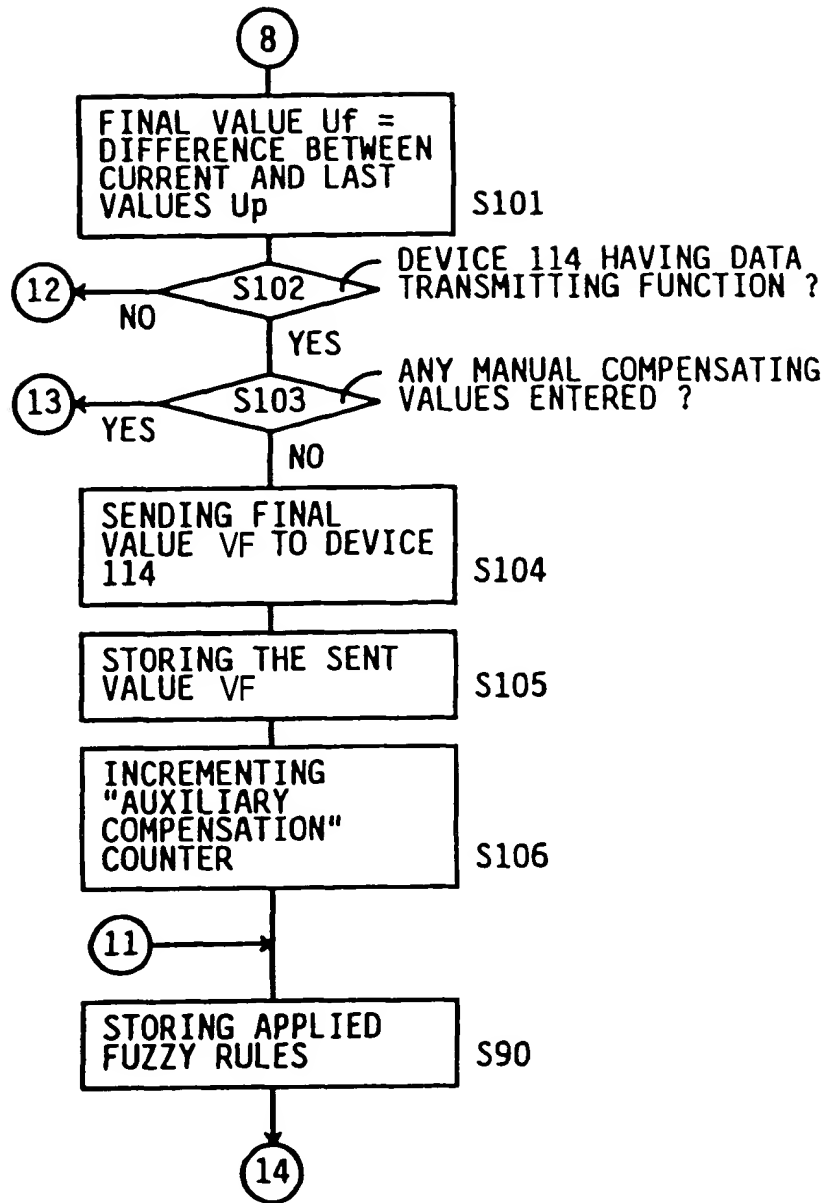 8
FINAL VALUE Uf =
DIFFERENCE BETWEEN
CURRENT AND LAST
VALUES Up
S101
DEVICE 114 HAVING DATA
TRANSMITTING FUNCTION ?
S102
12
NO
YES
ANY MANUAL COMPENSATING
VALUES ENTERED ?
S103
13
YES
NO
SENDING FINAL
VALUE VF TO DEVICE
114
S104
STORING THE SENT
VALUE VF
S105
INCREMENTING
"AUXILIARY
COMPENSATION"
COUNTER
S106
11
STORING APPLIED
FUZZY RULES
S90
14